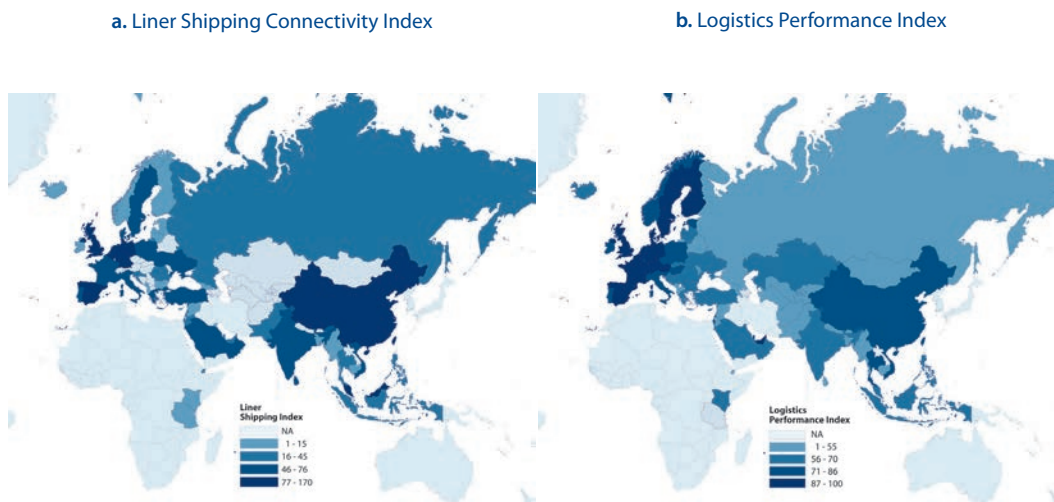 a. Liner Shipping Connectivity Index
b. Logistics Performance Index
Liner
Shipping Index
NA
1 - 15
16 - 45
46 - 76
77 - 170
Logistics
Performance Index
NA
1 - 55
56 - 70
71 - 86
87 - 100